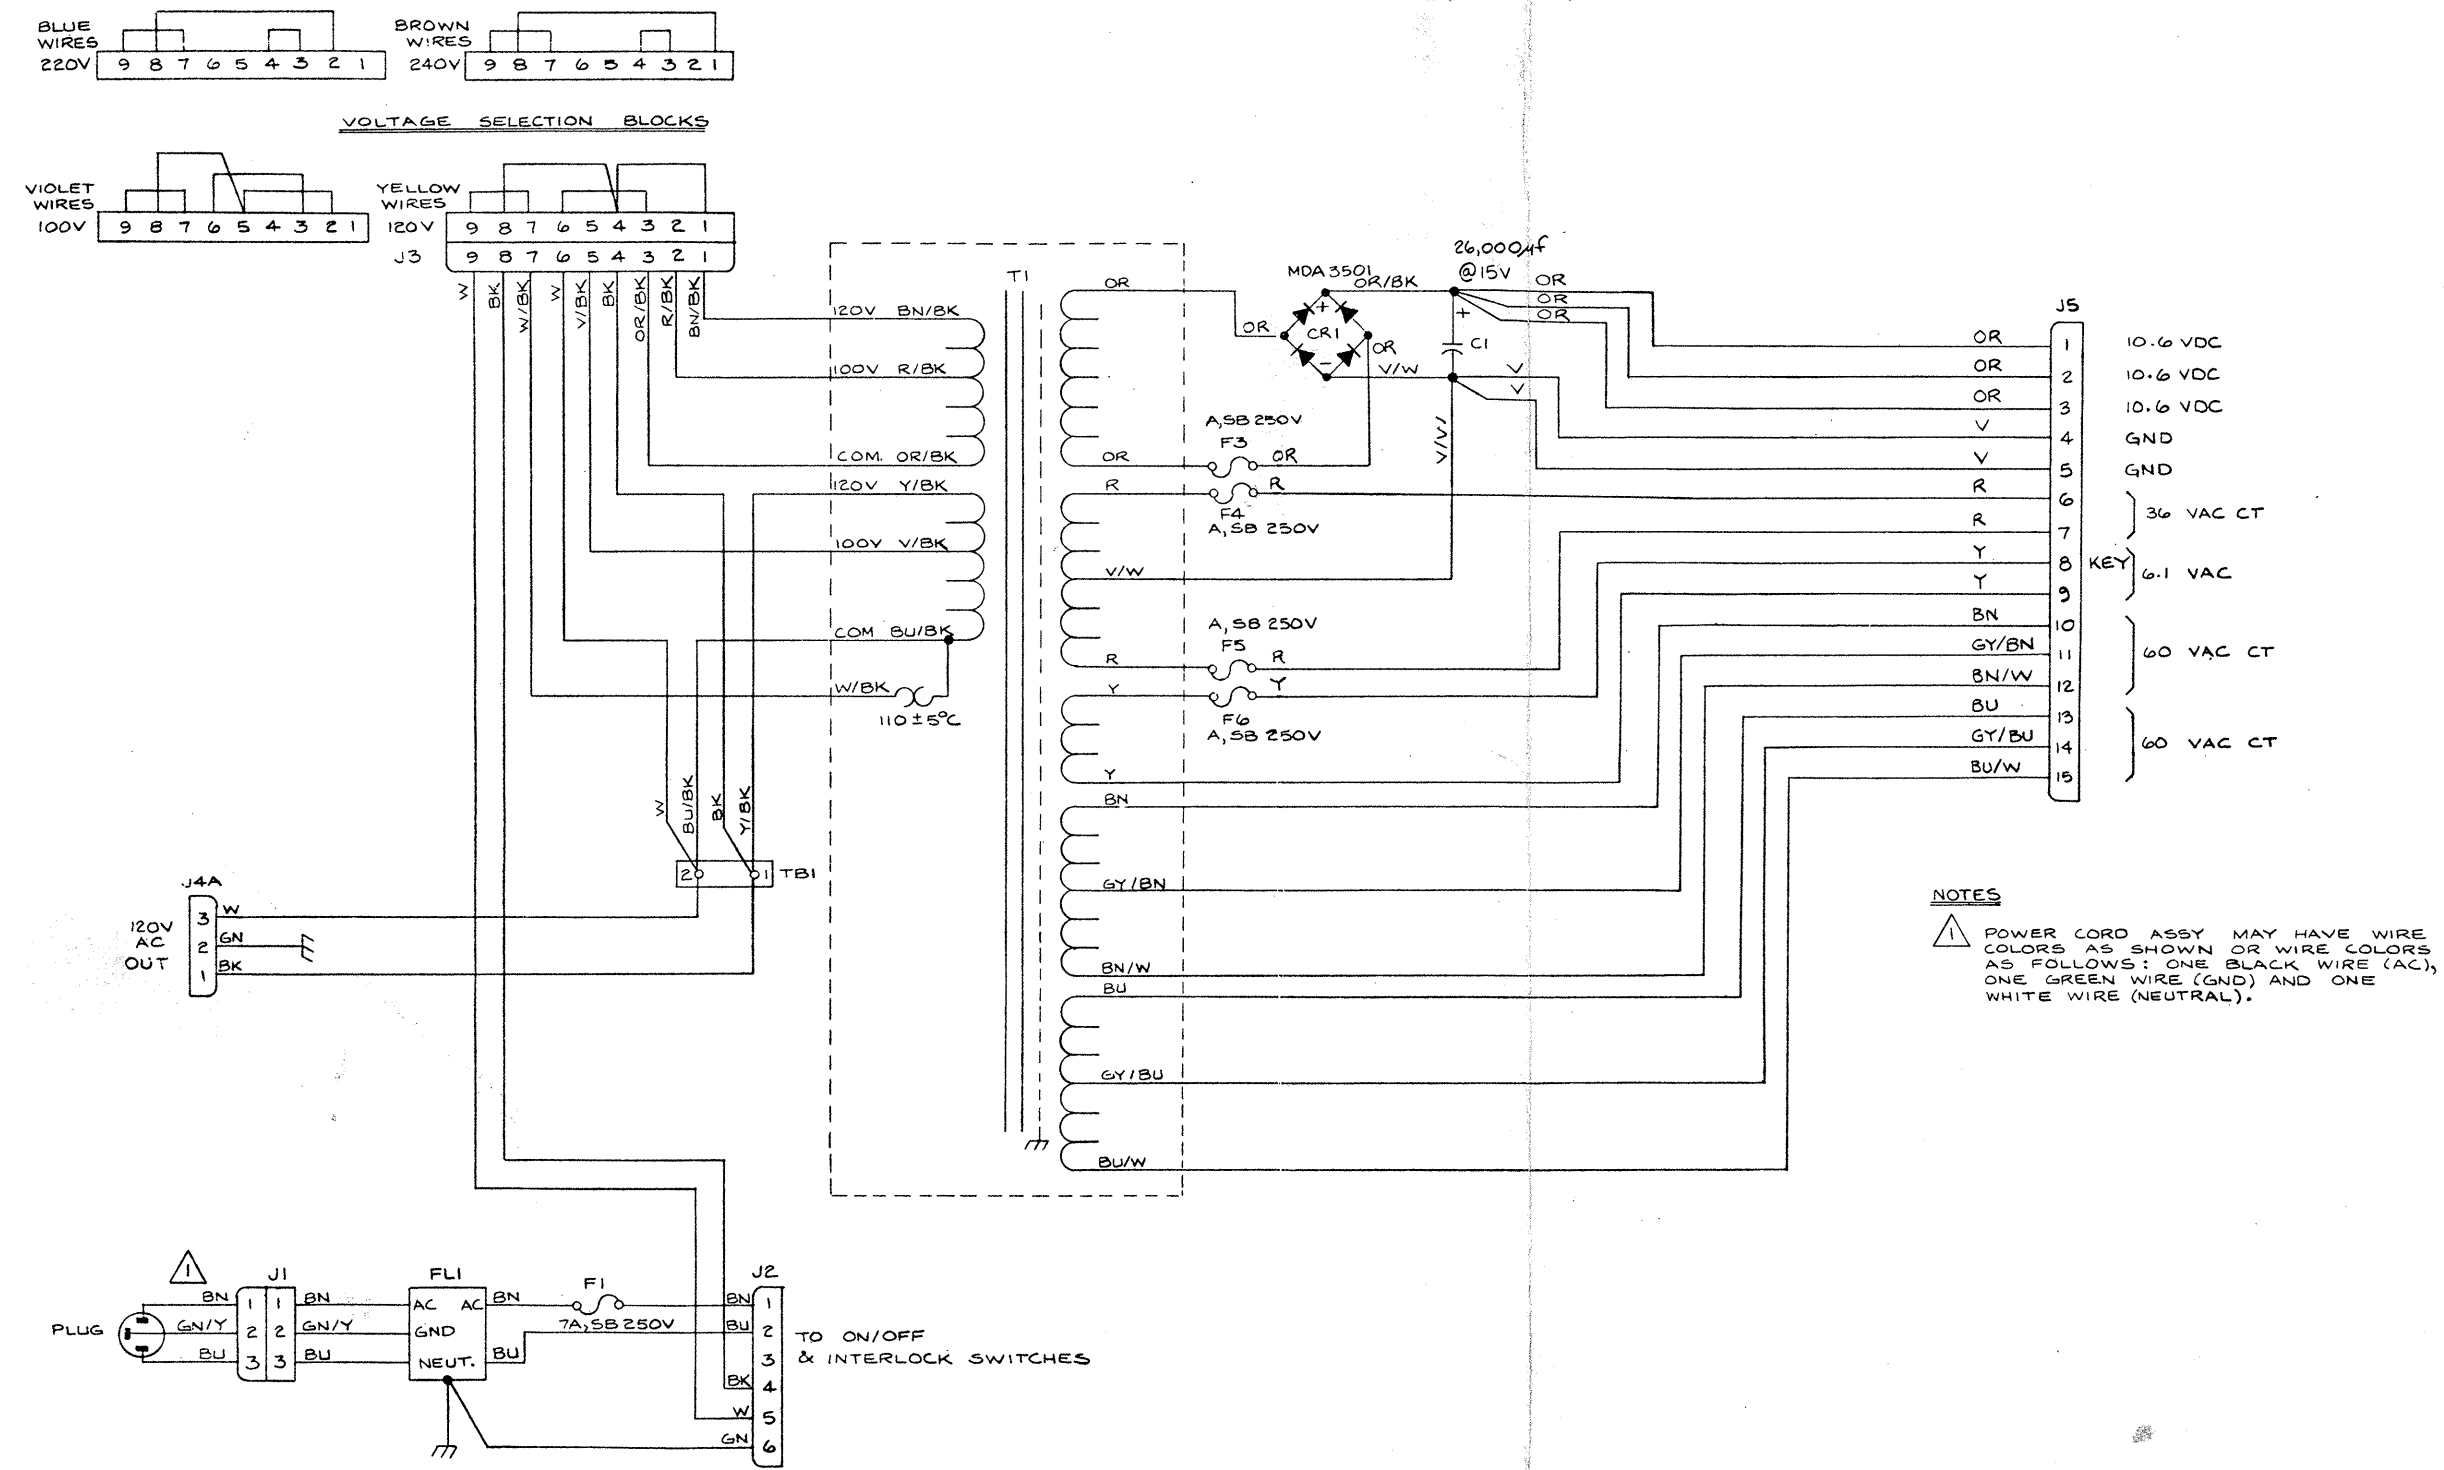 BLUE
WIRES
220V 9 8 7 6 5 4 3 2 1
BROWN
WIRES
240V 9 8 7 6 5 4 3 2 1
VOLTAGE SELECTION BLOCKS
VIOLET
WIRES
100V 9 8 7 6 5 4 3 2 1
YELLOW
WIRES
120V 9 8 7 6 5 4 3 2 1
J3 9 8 7 6 5 4 3 2 1
W BK W/BK W V/BK BK OR/BK R/BK BN/BK
T1
120V BN/BK
100V R/BK
COM. OR/BK
120V Y/BK
100V V/BK
COM BU/BK
W/BK
110±5°C
OR
OR
R
V/W
R
Y
Y
BN
GY/BN
BN/W
BU
GY/BU
BU/W
MDA3501
OR/BK
OR
+
CR1
-
OR
V/W
26,000µf
@15V
+
C1
OR
OR
OR
V
V
V/W
A,SB 250V
F3
OR
R
F4
A,SB 250V
A,SB 250V
F5
R
Y
F6
A,SB 250V
J5
OR 1 10.6 VDC
OR 2 10.6 VDC
OR 3 10.6 VDC
V 4 GND
V 5 GND
R 6
36 VAC CT
R 7
Y 8 KEY
6.1 VAC
Y 9
BN 10
GY/BN 11 60 VAC CT
BN/W 12
BU 13
GY/BU 14 60 VAC CT
BU/W 15
W BU/BK BK Y/BK
2 1 TB1
J4A
120V
AC
OUT
3 W
2 GN
1 BK
NOTES
1 POWER CORD ASSY MAY HAVE WIRE
COLORS AS SHOWN OR WIRE COLORS
AS FOLLOWS: ONE BLACK WIRE (AC),
ONE GREEN WIRE (GND) AND ONE
WHITE WIRE (NEUTRAL).
1
J1
FL1
F1
J2
PLUG
BN 1 1 BN AC AC BN
GN/Y 2 2 GN/Y GND
BU 3 3 BU NEUT. BU
7A,SB 250V
BN 1
BU 2
3
BK 4
W 5
GN 6
TO ON/OFF
& INTERLOCK SWITCHES